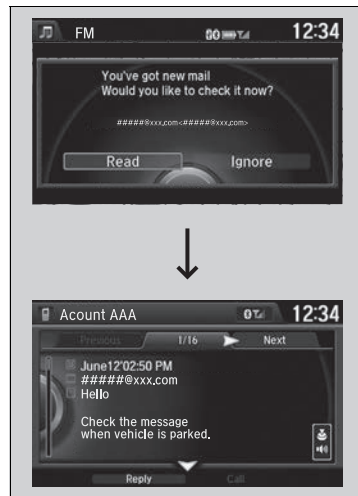 FM
12:34
You've got new mail
Would you like to check it now?
#####@xxx.com<#####@xxx.com>
Read Ignore
Acount AAA
12:34
Previous 1/16 Next
June12'02:50 PM
#####@xxx.com
Hello
Check the message
when vehicle is parked.
Reply Call